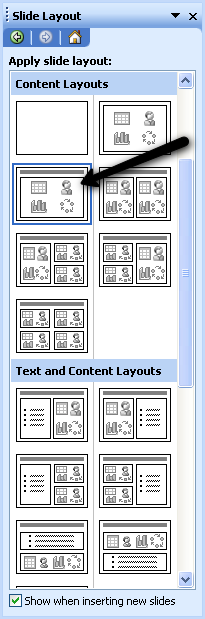 Slide Layout
Apply slide layout:
Content Layouts
Text and Content Layouts
Show when inserting new slides